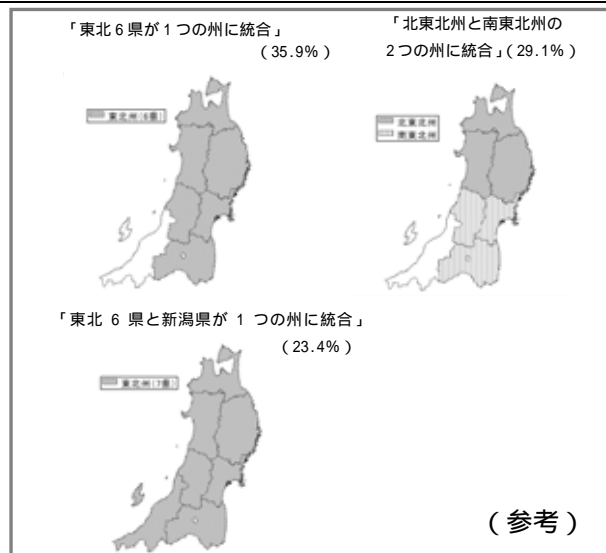 「東北６県が１つの州に統合」
（35.9％）
東北州(6県)
「北東北州と南東北州の
２つの州に統合」（29.1％）
北東北州
南東北州
「東北 ６ 県と新潟県が １ つの州に統合」
（23.4％）
東北州(7県)
（参考）